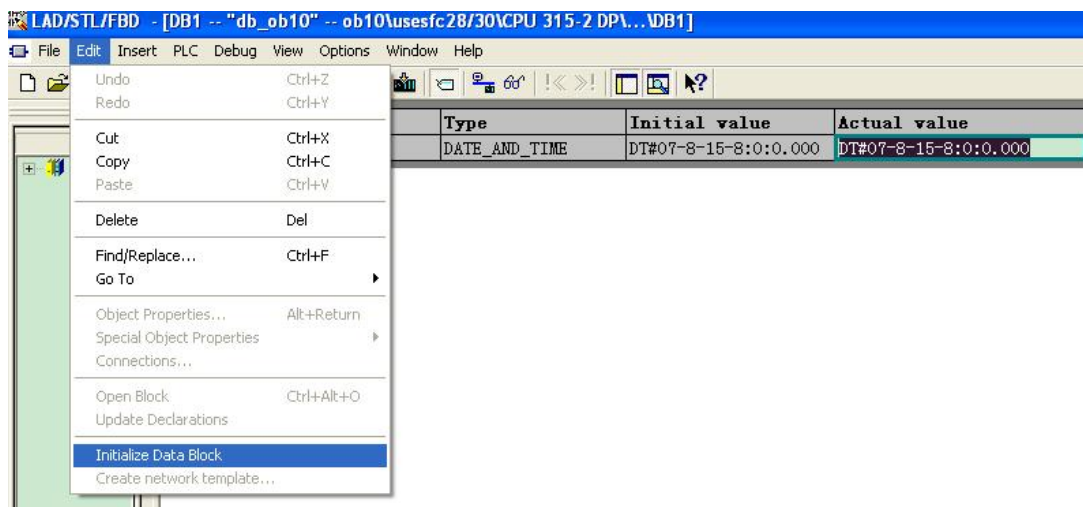 LAD/STL/FBD - [DB1 -- "db_ob10" -- ob10\usesfc28/30\CPU 315-2 DP\...\DB1]
File Edit Insert PLC Debug View Options Window Help
Undo Ctrl+Z
Redo Ctrl+Y
Type Initial value Actual value
Cut Ctrl+X
DATE_AND_TIME DT#07-8-15-8:0:0.000 DT#07-8-15-8:0:0.000
Copy Ctrl+C
Paste Ctrl+V
Delete Del
Find/Replace... Ctrl+F
Go To
Object Properties... Alt+Return
Special Object Properties
Connections...
Open Block Ctrl+Alt+O
Update Declarations
Initialize Data Block
Create network template...